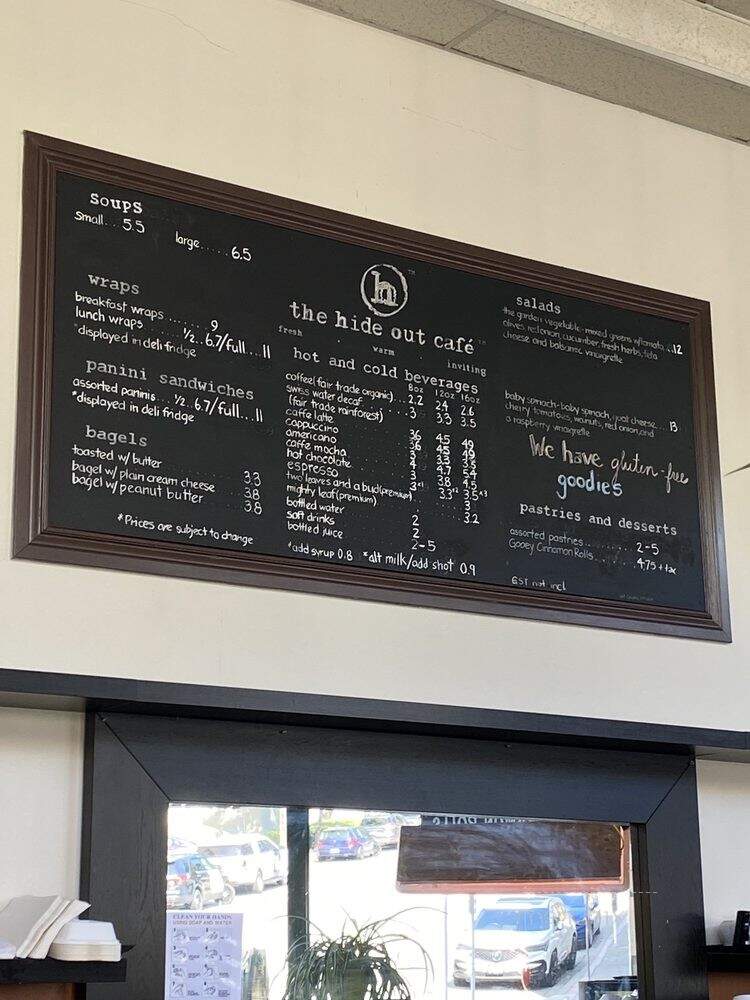 soups
small...5.5
large.....6.5
wraps
breakfast wraps.......9
lunch wraps.....½..6.7/full...11
*displayed in deli fridge
panini sandwiches
assorted paninis...½..6.7/full...11
*displayed in deli fridge
bagels
toasted w/ butter 3.3
bagel w/ plain cream cheese 3.8
bagel w/ peanut butter 3.8
*Prices are subject to change
h
the hide out café
fresh . warm . inviting
hot and cold beverages
8oz 12oz 16oz
coffee (fair trade organic)...2.2 2.4 2.6
swiss water decaf...3 3.3 3.5
(fair trade rainforest)
caffe latte
cappuccino
americano
caffe mocha
hot chocolate
espresso
two leaves and a bud (premium)
mighty leaf (premium)
bottled water 2
soft drinks 2
bottled juice 2-5
*add syrup 0.8 *alt milk/add shot 0.9
salads
the garden vegetable- mixed greens w/tomato 12
olives, red onion, cucumber, fresh herbs, feta
cheese and balsamic vinaigrette
baby spinach-baby spinach, goat cheese....13
cherry tomatoes, walnuts, red onion, and
a raspberry vinaigrette
We have gluten-free
goodies
pastries and desserts
assorted pastries..........2-5
Gooey Cinnamon Rolls........4.75 + tax
GST not incl
CLEAN YOUR HANDS
USING SOAP AND WATER